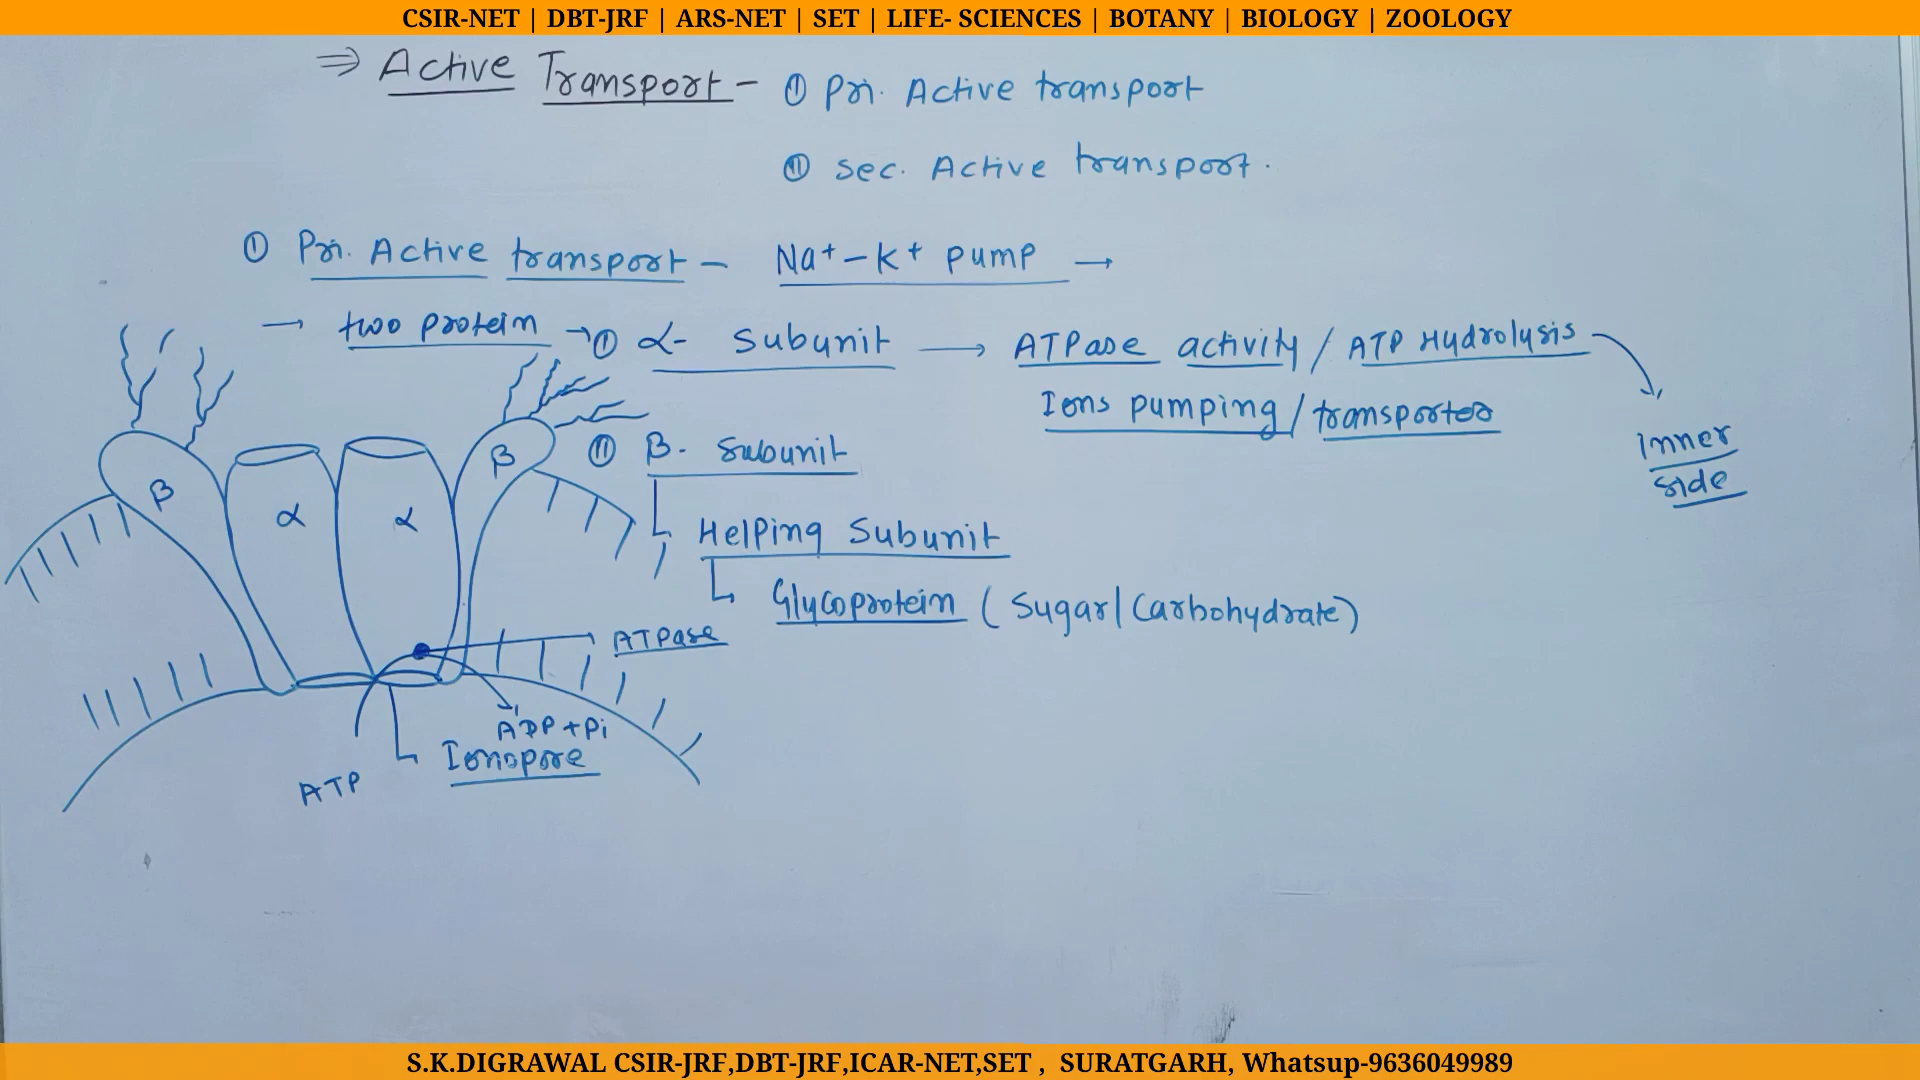 CSIR-NET | DBT-JRF | ARS-NET | SET | LIFE- SCIENCES | BOTANY | BIOLOGY | ZOOLOGY
⇒ Active Transport - ① Pri. Active transport
② Sec. Active transport.
① Pri. Active transport - Na+-K+ pump →
→ two protein → ① α- Subunit → ATPase activity / ATP Hydrolysis
Ions pumping / transporter
Inner
side
② β- Subunit
Helping Subunit
Glycoprotein (Sugar/Carbohydrate)
β
α
α
β
ATPase
ADP + Pi
Ionspore
ATP
S.K.DIGRAWAL CSIR-JRF,DBT-JRF,ICAR-NET,SET , SURATGARH, Whatsup-9636049989